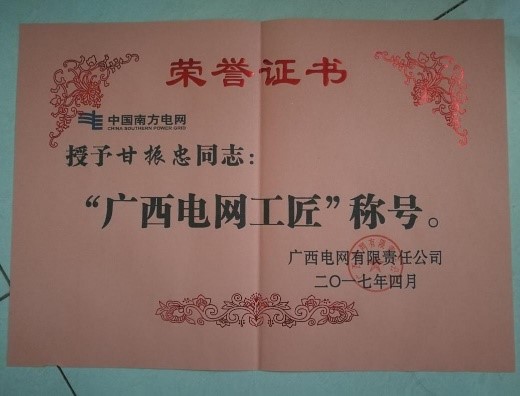 荣誉证书
中国南方电网
CHINA SOUTHERN POWER GRID
授予甘振忠同志：
“广西电网工匠”称号。
广西电网有限责任公司
二〇一七年四月